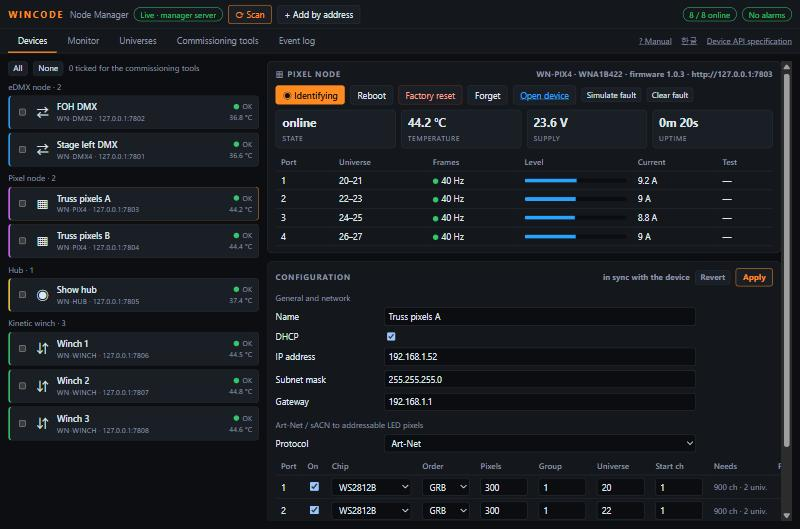 WINCODE Node Manager Live · manager server Scan + Add by address 8 / 8 online No alarms
Devices Monitor Universes Commissioning tools Event log ? Manual 한글 Device API specification
All None 0 ticked for the commissioning tools
eDMX node · 2
FOH DMX OK
WN-DMX2 · 127.0.0.1:7802 36.8 °C
Stage left DMX OK
WN-DMX4 · 127.0.0.1:7801 36.6 °C
Pixel node · 2
Truss pixels A OK
WN-PIX4 · 127.0.0.1:7803 44.2 °C
Truss pixels B OK
WN-PIX4 · 127.0.0.1:7804 44.4 °C
Hub · 1
Show hub OK
WN-HUB · 127.0.0.1:7805 37.4 °C
Kinetic winch · 3
Winch 1 OK
WN-WINCH · 127.0.0.1:7806 44.5 °C
Winch 2 OK
WN-WINCH · 127.0.0.1:7807 44.8 °C
Winch 3 OK
WN-WINCH · 127.0.0.1:7808 44.6 °C
PIXEL NODE WN-PIX4 · WNA1B422 · firmware 1.0.3 · http://127.0.0.1:7803
Identifying Reboot Factory reset Forget Open device Simulate fault Clear fault
online 44.2 °C 23.6 V 0m 20s
STATE TEMPERATURE SUPPLY UPTIME
Port Universe Frames Level Current Test
1 20–21 40 Hz 9.2 A —
2 22–23 40 Hz 9 A —
3 24–25 40 Hz 8.8 A —
4 26–27 40 Hz 9 A —
CONFIGURATION in sync with the device Revert Apply
General and network
Name Truss pixels A
DHCP
IP address 192.168.1.52
Subnet mask 255.255.255.0
Gateway 192.168.1.1
Art-Net / sACN to addressable LED pixels
Protocol Art-Net
Port On Chip Order Pixels Group Universe Start ch Needs
1 WS2812B GRB 300 1 20 1 900 ch · 2 univ.
2 WS2812B GRB 300 1 22 1 900 ch · 2 univ.